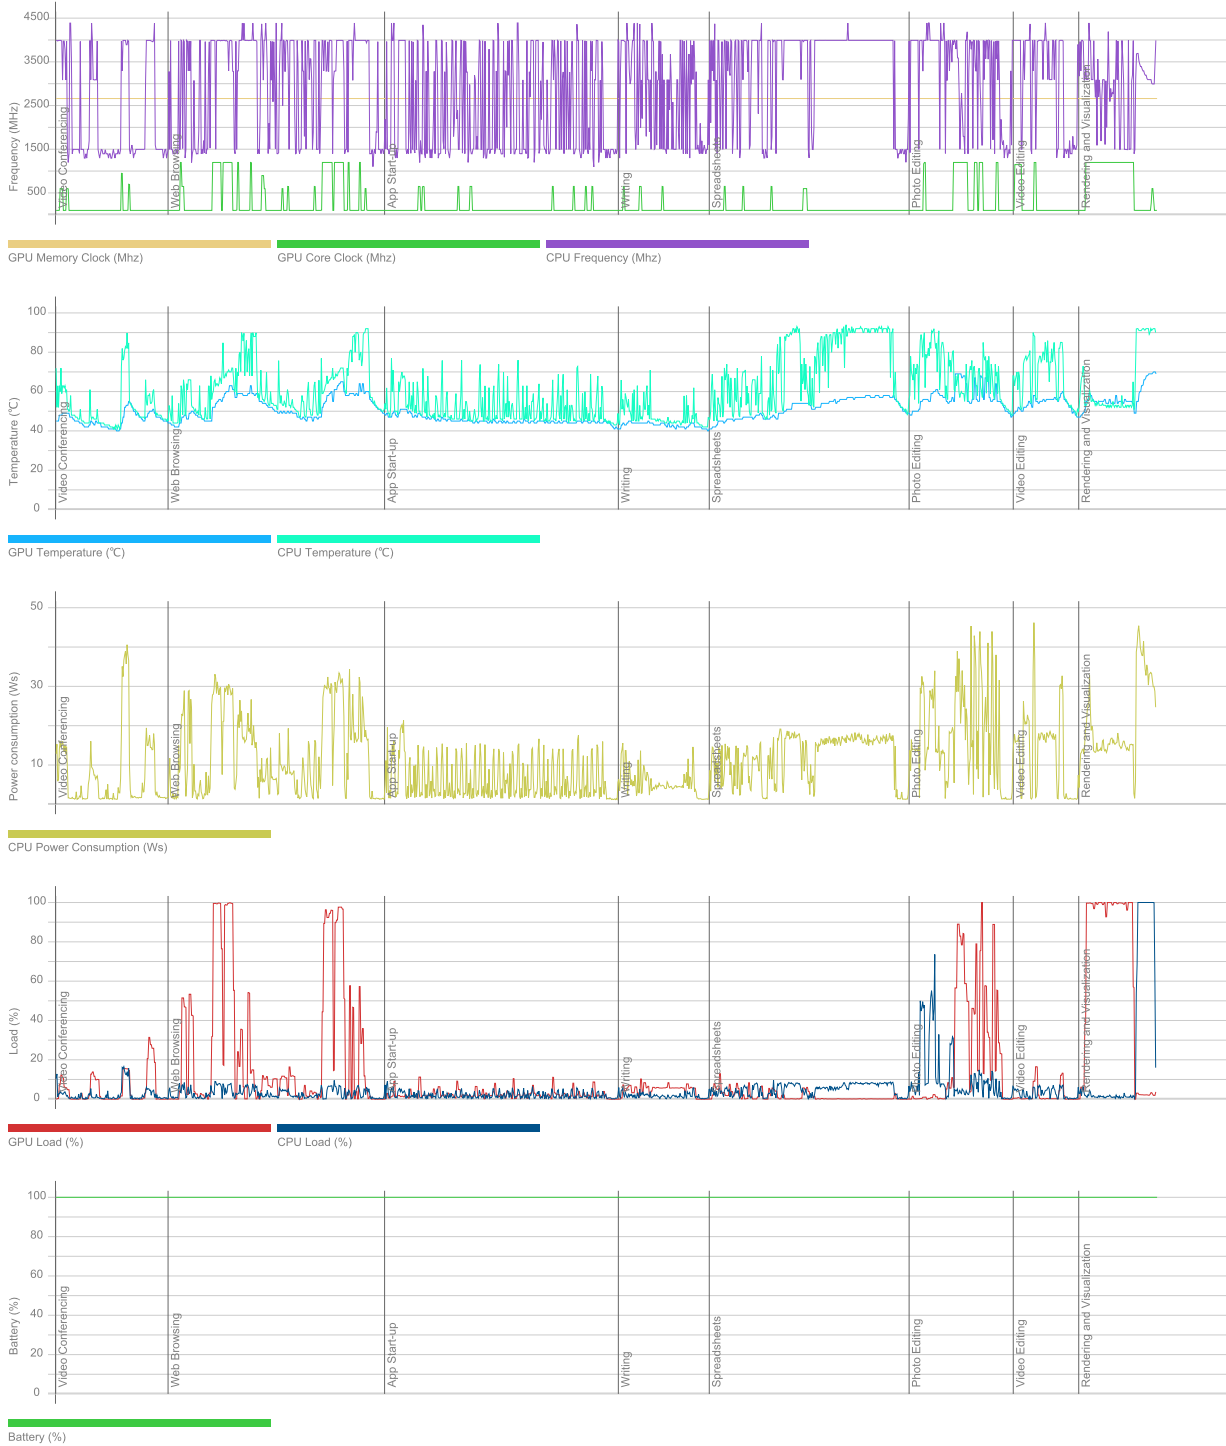 4500
3500
2500
1500
500
Frequency (MHz)
Video Conferencing
Web Browsing
App Start-up
Writing
Spreadsheets
Photo Editing
Video Editing
Rendering and Visualization
GPU Memory Clock (Mhz)
GPU Core Clock (Mhz)
CPU Frequency (Mhz)
100
80
60
40
20
0
Temperature (℃)
Video Conferencing
Web Browsing
App Start-up
Writing
Spreadsheets
Photo Editing
Video Editing
Rendering and Visualization
GPU Temperature (℃)
CPU Temperature (℃)
50
30
10
Power consumption (Ws)
Video Conferencing
Web Browsing
App Start-up
Writing
Spreadsheets
Photo Editing
Video Editing
Rendering and Visualization
CPU Power Consumption (Ws)
100
80
60
40
20
0
Load (%)
Video Conferencing
Web Browsing
App Start-up
Writing
Spreadsheets
Photo Editing
Video Editing
Rendering and Visualization
GPU Load (%)
CPU Load (%)
100
80
60
40
20
0
Battery (%)
Video Conferencing
Web Browsing
App Start-up
Writing
Spreadsheets
Photo Editing
Video Editing
Rendering and Visualization
Battery (%)